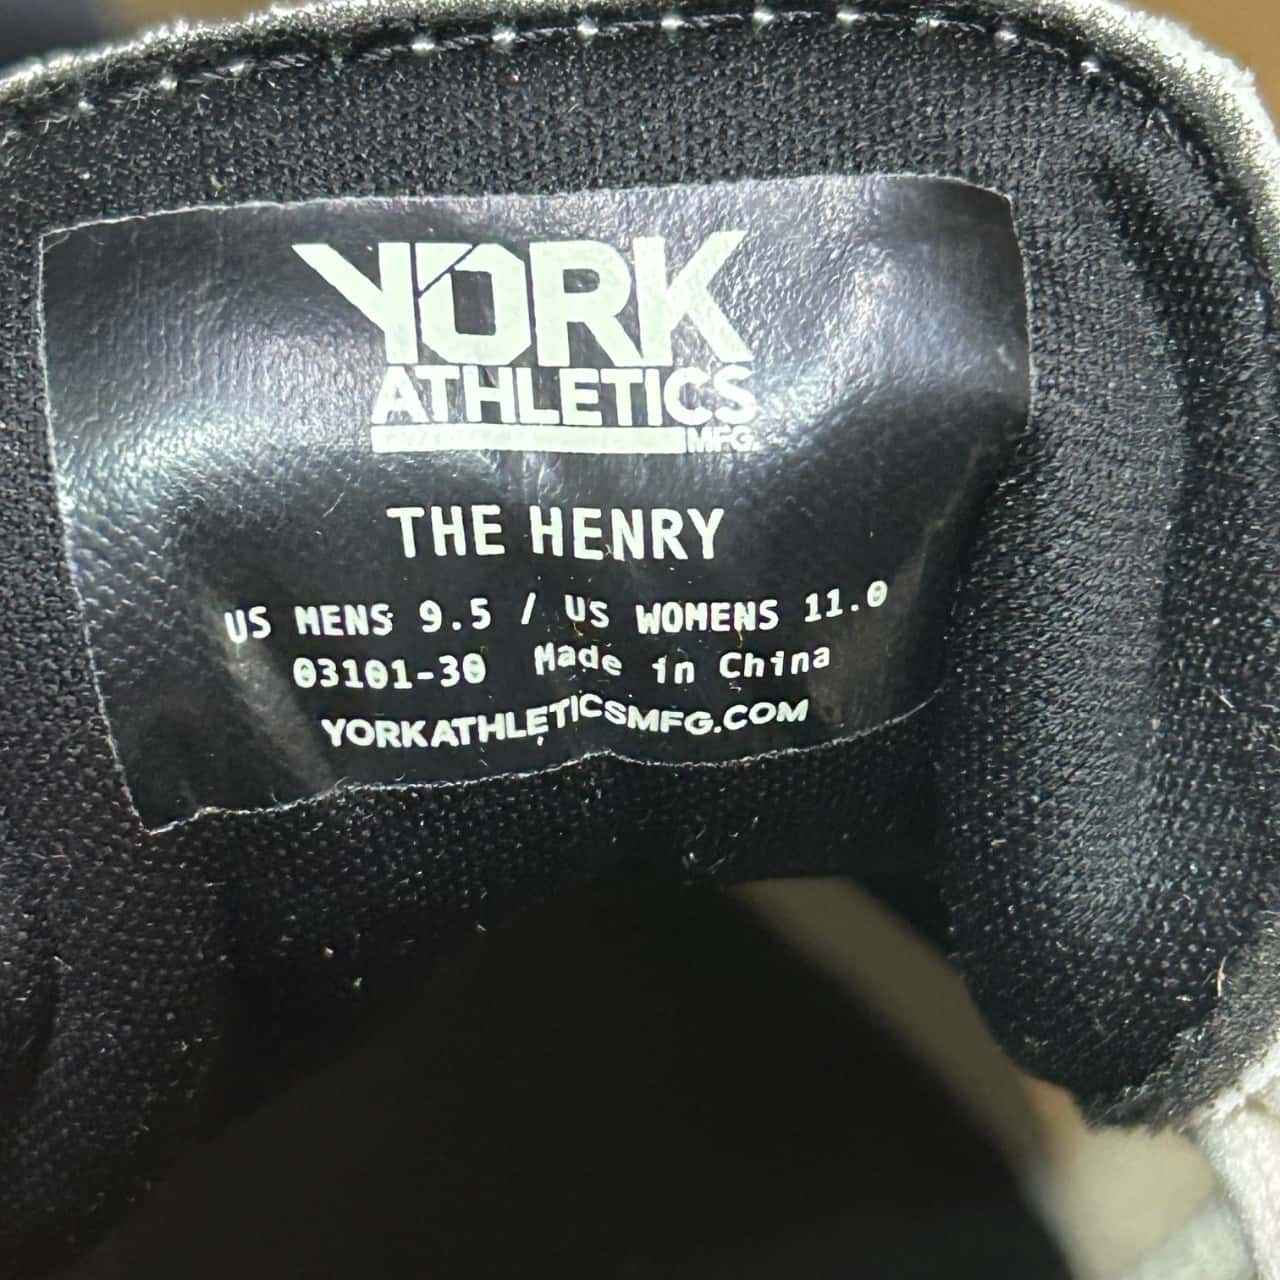 YORK
ATHLETICS
MFG.
THE HENRY
US MENS 9.5 / US WOMENS 11.0
03101-30 Made in China
YORKATHLETICSMFG.COM